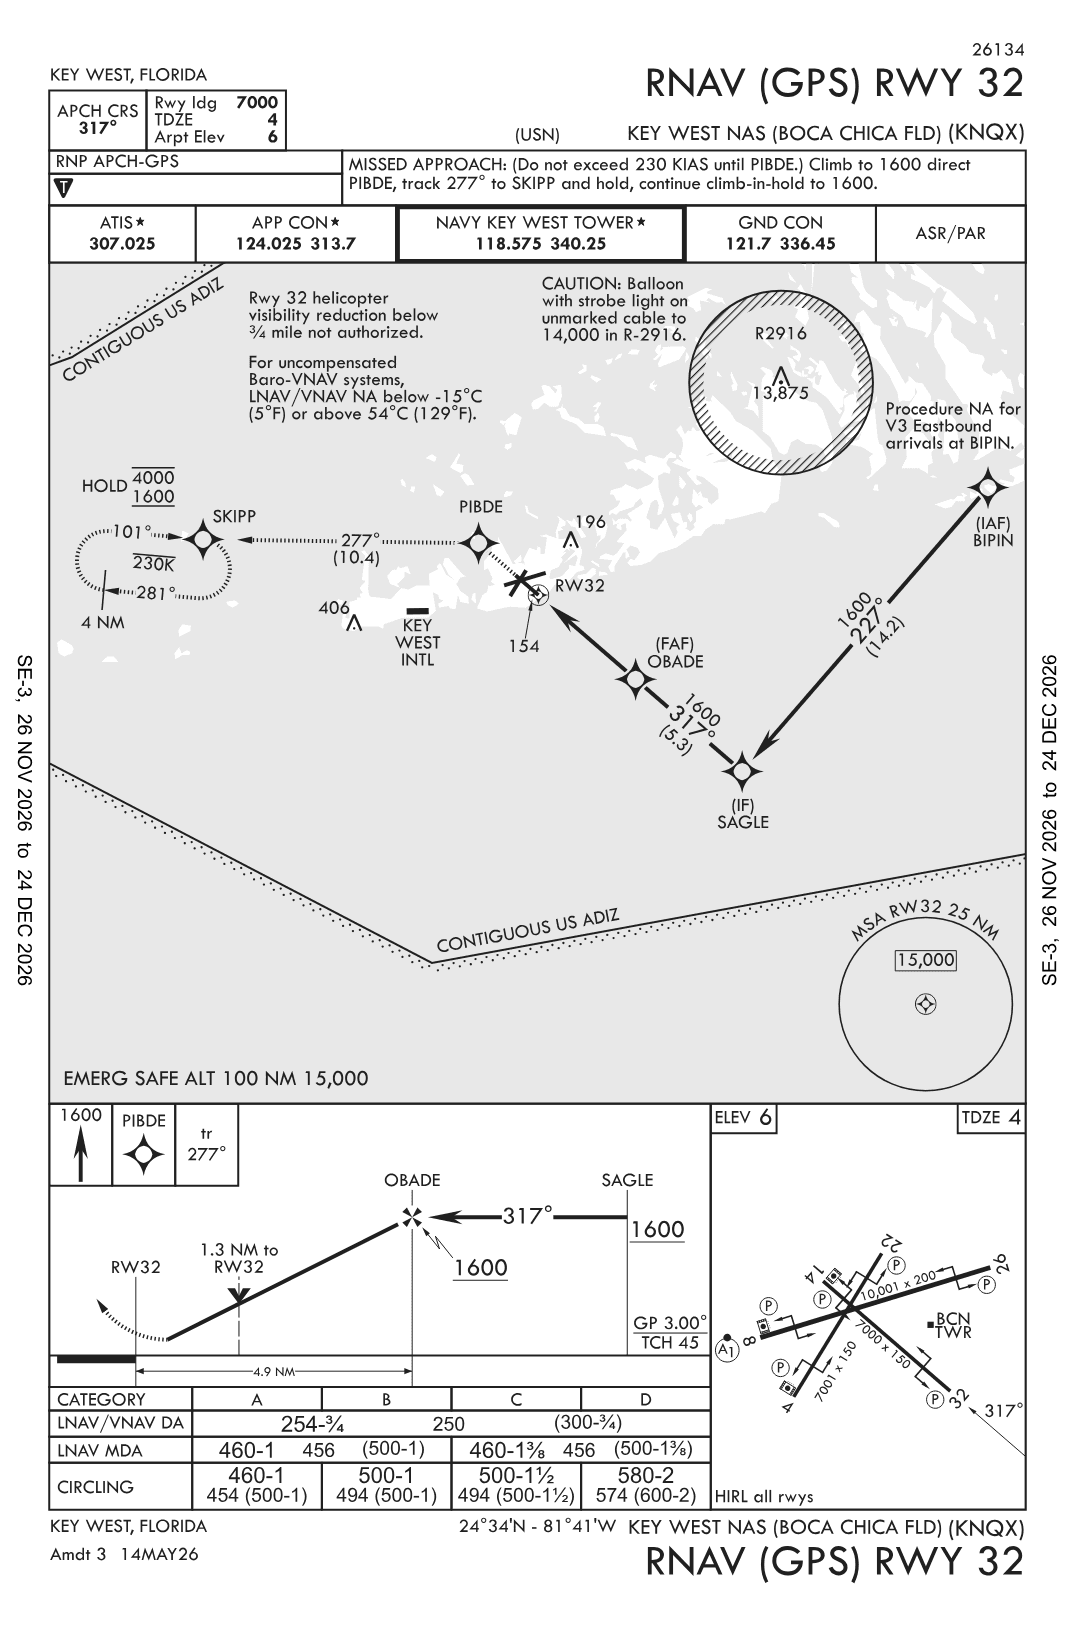 26134
KEY WEST, FLORIDA
RNAV (GPS) RWY 32
KEY WEST NAS (BOCA CHICA FLD) (KNQX)
(USN)
APCH CRS
317°
Rwy ldg 7000
TDZE 4
Arpt Elev 6
RNP APCH-GPS
T
MISSED APPROACH: (Do not exceed 230 KIAS until PIBDE.) Climb to 1600 direct
PIBDE, track 277° to SKIPP and hold, continue climb-in-hold to 1600.
ATIS★
307.025
APP CON★
124.025 313.7
NAVY KEY WEST TOWER★
118.575 340.25
GND CON
121.7 336.45
ASR/PAR
CONTIGUOUS US ADIZ
Rwy 32 helicopter
visibility reduction below
¾ mile not authorized.
For uncompensated
Baro-VNAV systems,
LNAV/VNAV NA below -15°C
(5°F) or above 54°C (129°F).
CAUTION: Balloon
with strobe light on
unmarked cable to
14,000 in R-2916.
R2916
13,875
Procedure NA for
V3 Eastbound
arrivals at BIPIN.
HOLD 4000
1600
SKIPP
101°
230K
281°
4 NM
277°
(10.4)
PIBDE
196
RW32
406
KEY
WEST
INTL
154
(IAF)
BIPIN
1600
227°
(14.2)
(FAF)
OBADE
1600
317°
(5.3)
(IF)
SAGLE
CONTIGUOUS US ADIZ
MSA RW32 25 NM
15,000
EMERG SAFE ALT 100 NM 15,000
SE-3, 26 NOV 2026 to 24 DEC 2026
SE-3, 26 NOV 2026 to 24 DEC 2026
1600
PIBDE
tr
277°
OBADE
SAGLE
317°
1600
1600
1.3 NM to
RW32
RW32
GP 3.00°
TCH 45
4.9 NM
ELEV 6
TDZE 4
22
14
26
P
10,001 x 200
P
P
P
BCN
TWR
A1
8
7000 x 150
7001 x 150
P
P
4
32
317°
HIRL all rwys
CATEGORY A B C D
LNAV/VNAV DA 254-¾ 250 (300-¾)
LNAV MDA 460-1 456 (500-1) 460-1⅜ 456 (500-1⅜)
CIRCLING
460-1 500-1 500-1½ 580-2
454 (500-1) 494 (500-1) 494 (500-1½) 574 (600-2)
KEY WEST, FLORIDA
24°34'N - 81°41'W KEY WEST NAS (BOCA CHICA FLD) (KNQX)
Amdt 3 14MAY26
RNAV (GPS) RWY 32